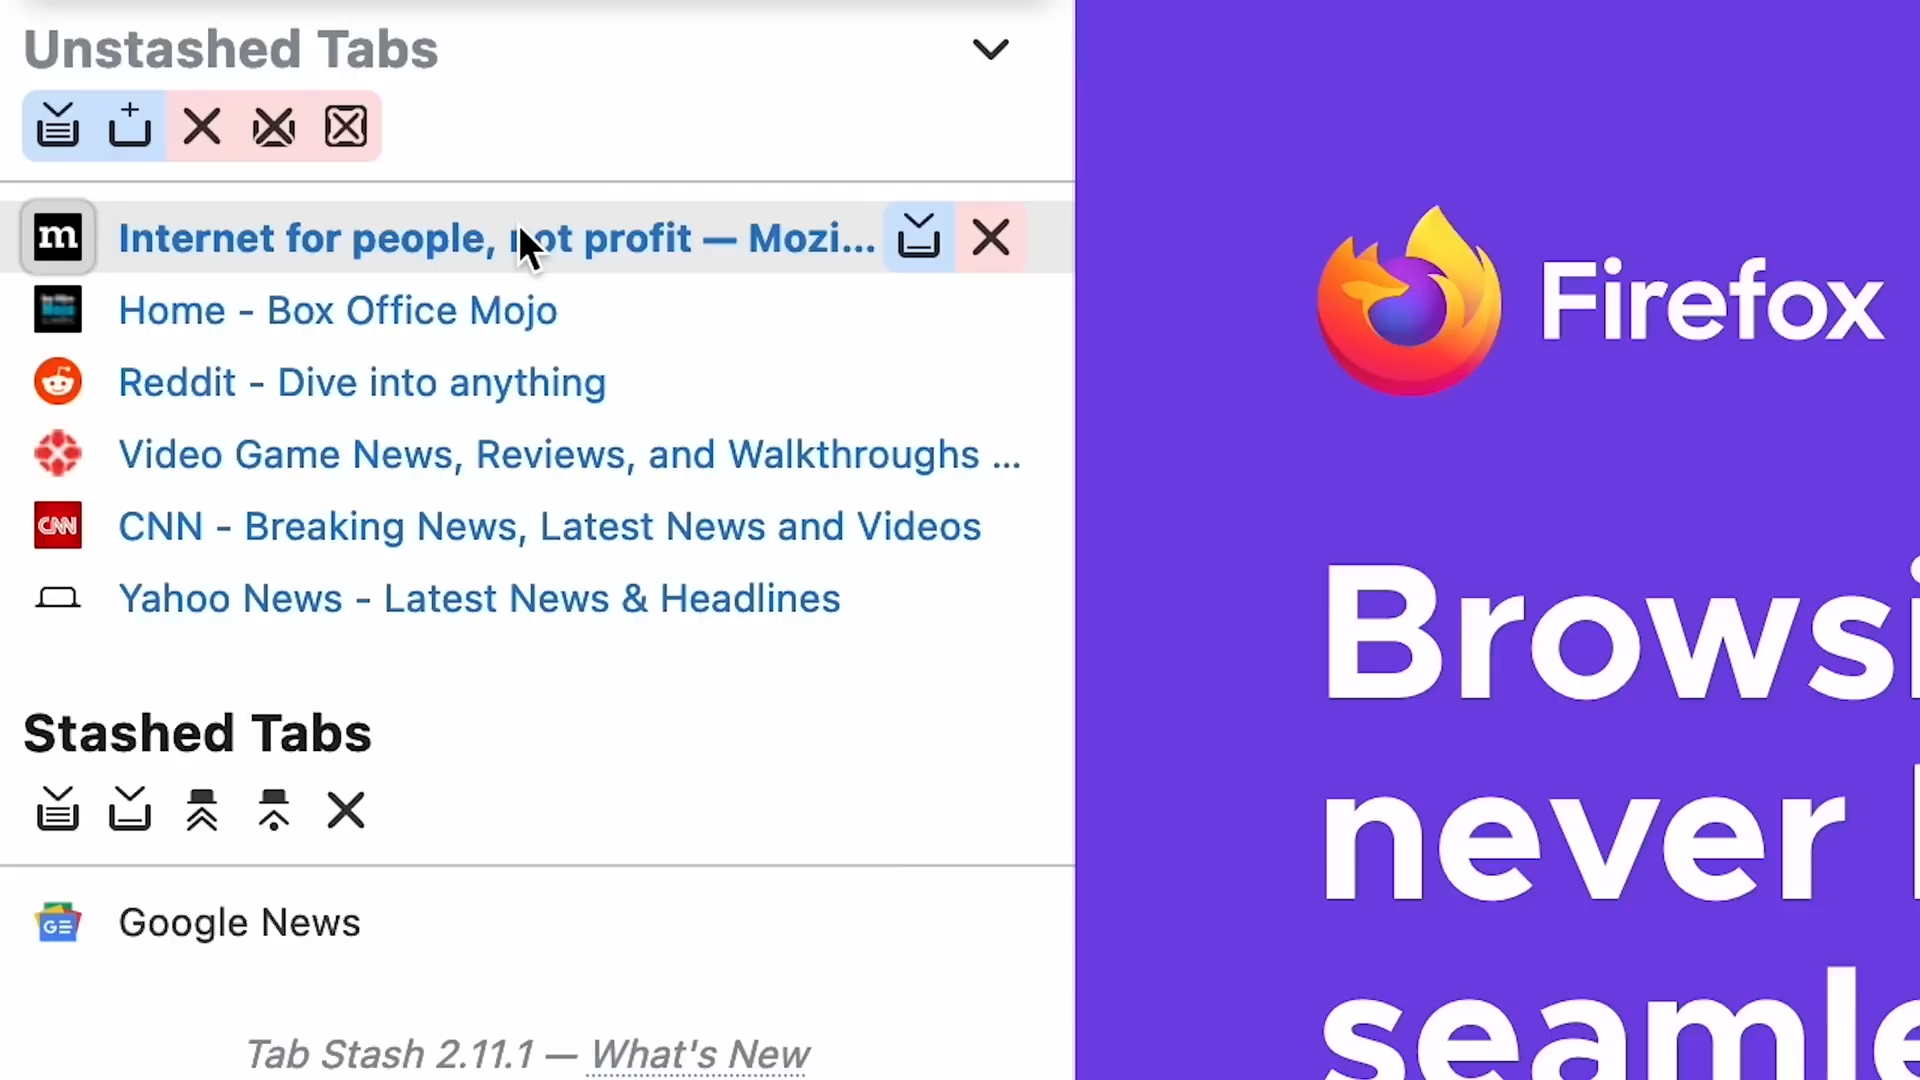 Unstashed Tabs
Internet for people, not profit — Mozi...
Home - Box Office Mojo
Reddit - Dive into anything
Video Game News, Reviews, and Walkthroughs ...
CNN
CNN - Breaking News, Latest News and Videos
Yahoo News - Latest News & Headlines
Stashed Tabs
Google News
Tab Stash 2.11.1 — What's New
Firefox
Browsi
never
seamle